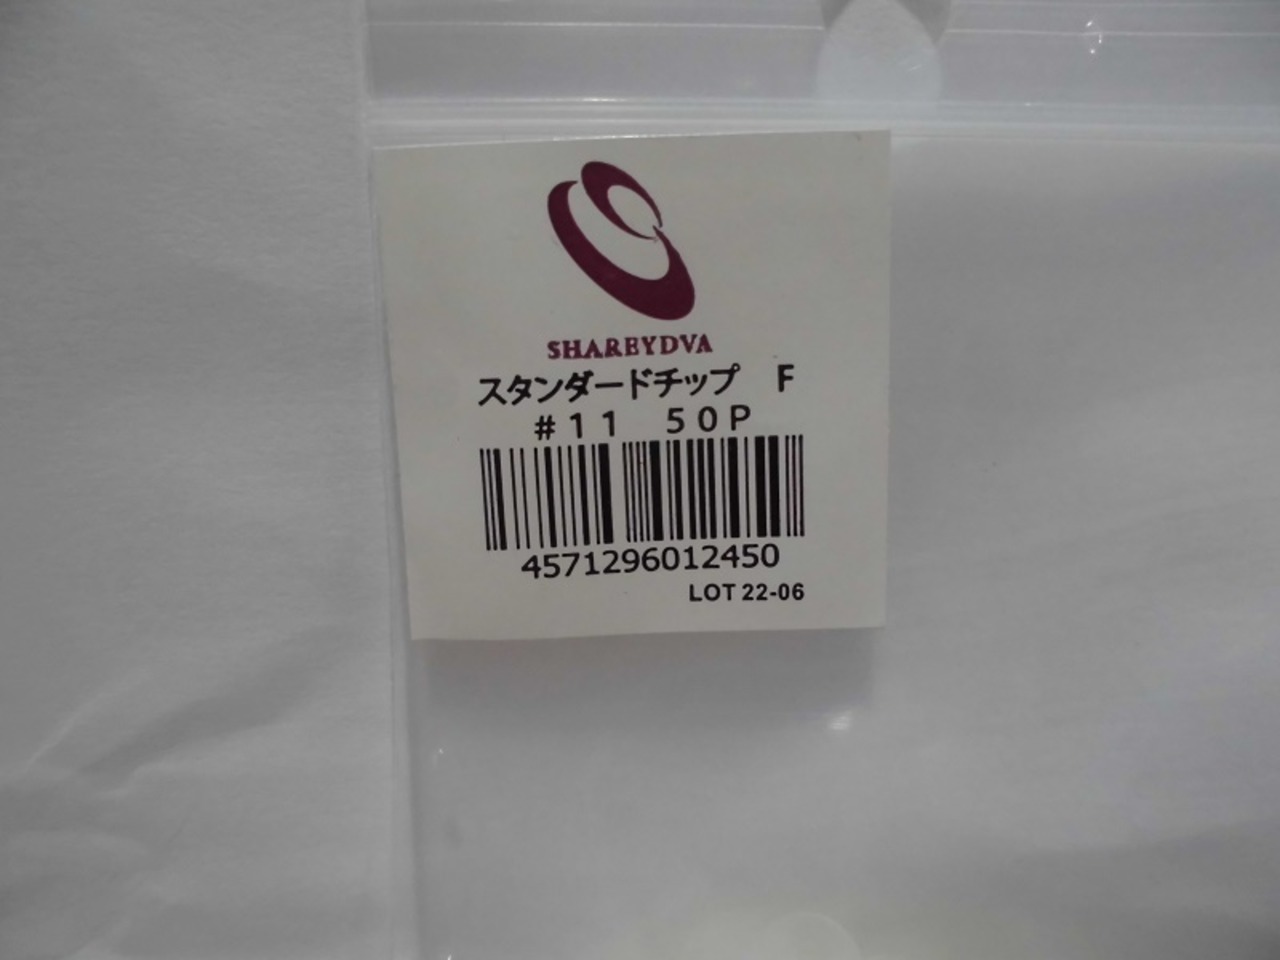 SHAREYDVA
スタンダードチップ　F
#１１　５０P
4571296012450
LOT 22-06